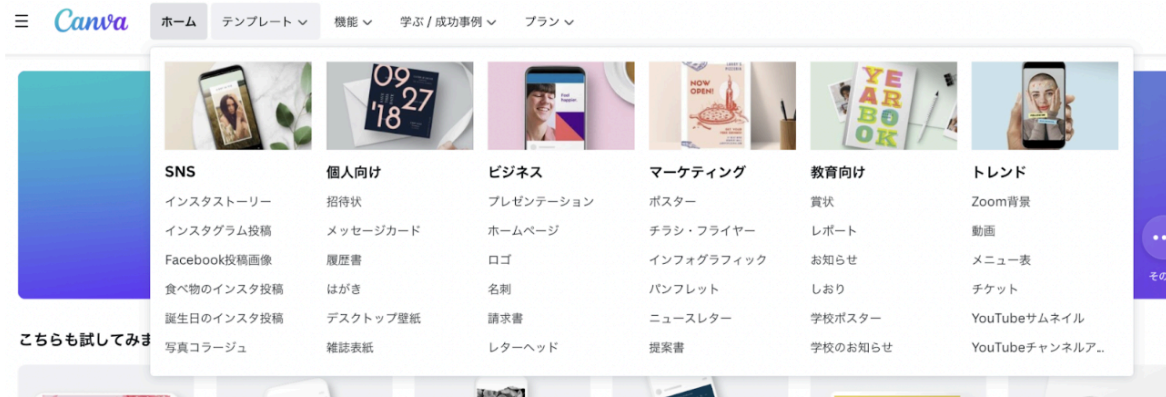 Canva
ホーム
テンプレート
機能
学ぶ / 成功事例
プラン
09
27
'18
Feel
happier.
NOW
OPEN!
YEARBOOK
SNS
インスタストーリー
インスタグラム投稿
Facebook投稿画像
食べ物のインスタ投稿
誕生日のインスタ投稿
写真コラージュ
個人向け
招待状
メッセージカード
履歴書
はがき
デスクトップ壁紙
雑誌表紙
ビジネス
プレゼンテーション
ホームページ
ロゴ
名刺
請求書
レターヘッド
マーケティング
ポスター
チラシ・フライヤー
インフォグラフィック
パンフレット
ニュースレター
提案書
教育向け
賞状
レポート
お知らせ
しおり
学校ポスター
学校のお知らせ
トレンド
Zoom背景
動画
メニュー表
チケット
YouTubeサムネイル
YouTubeチャンネルア...
その
こちらも試してみま